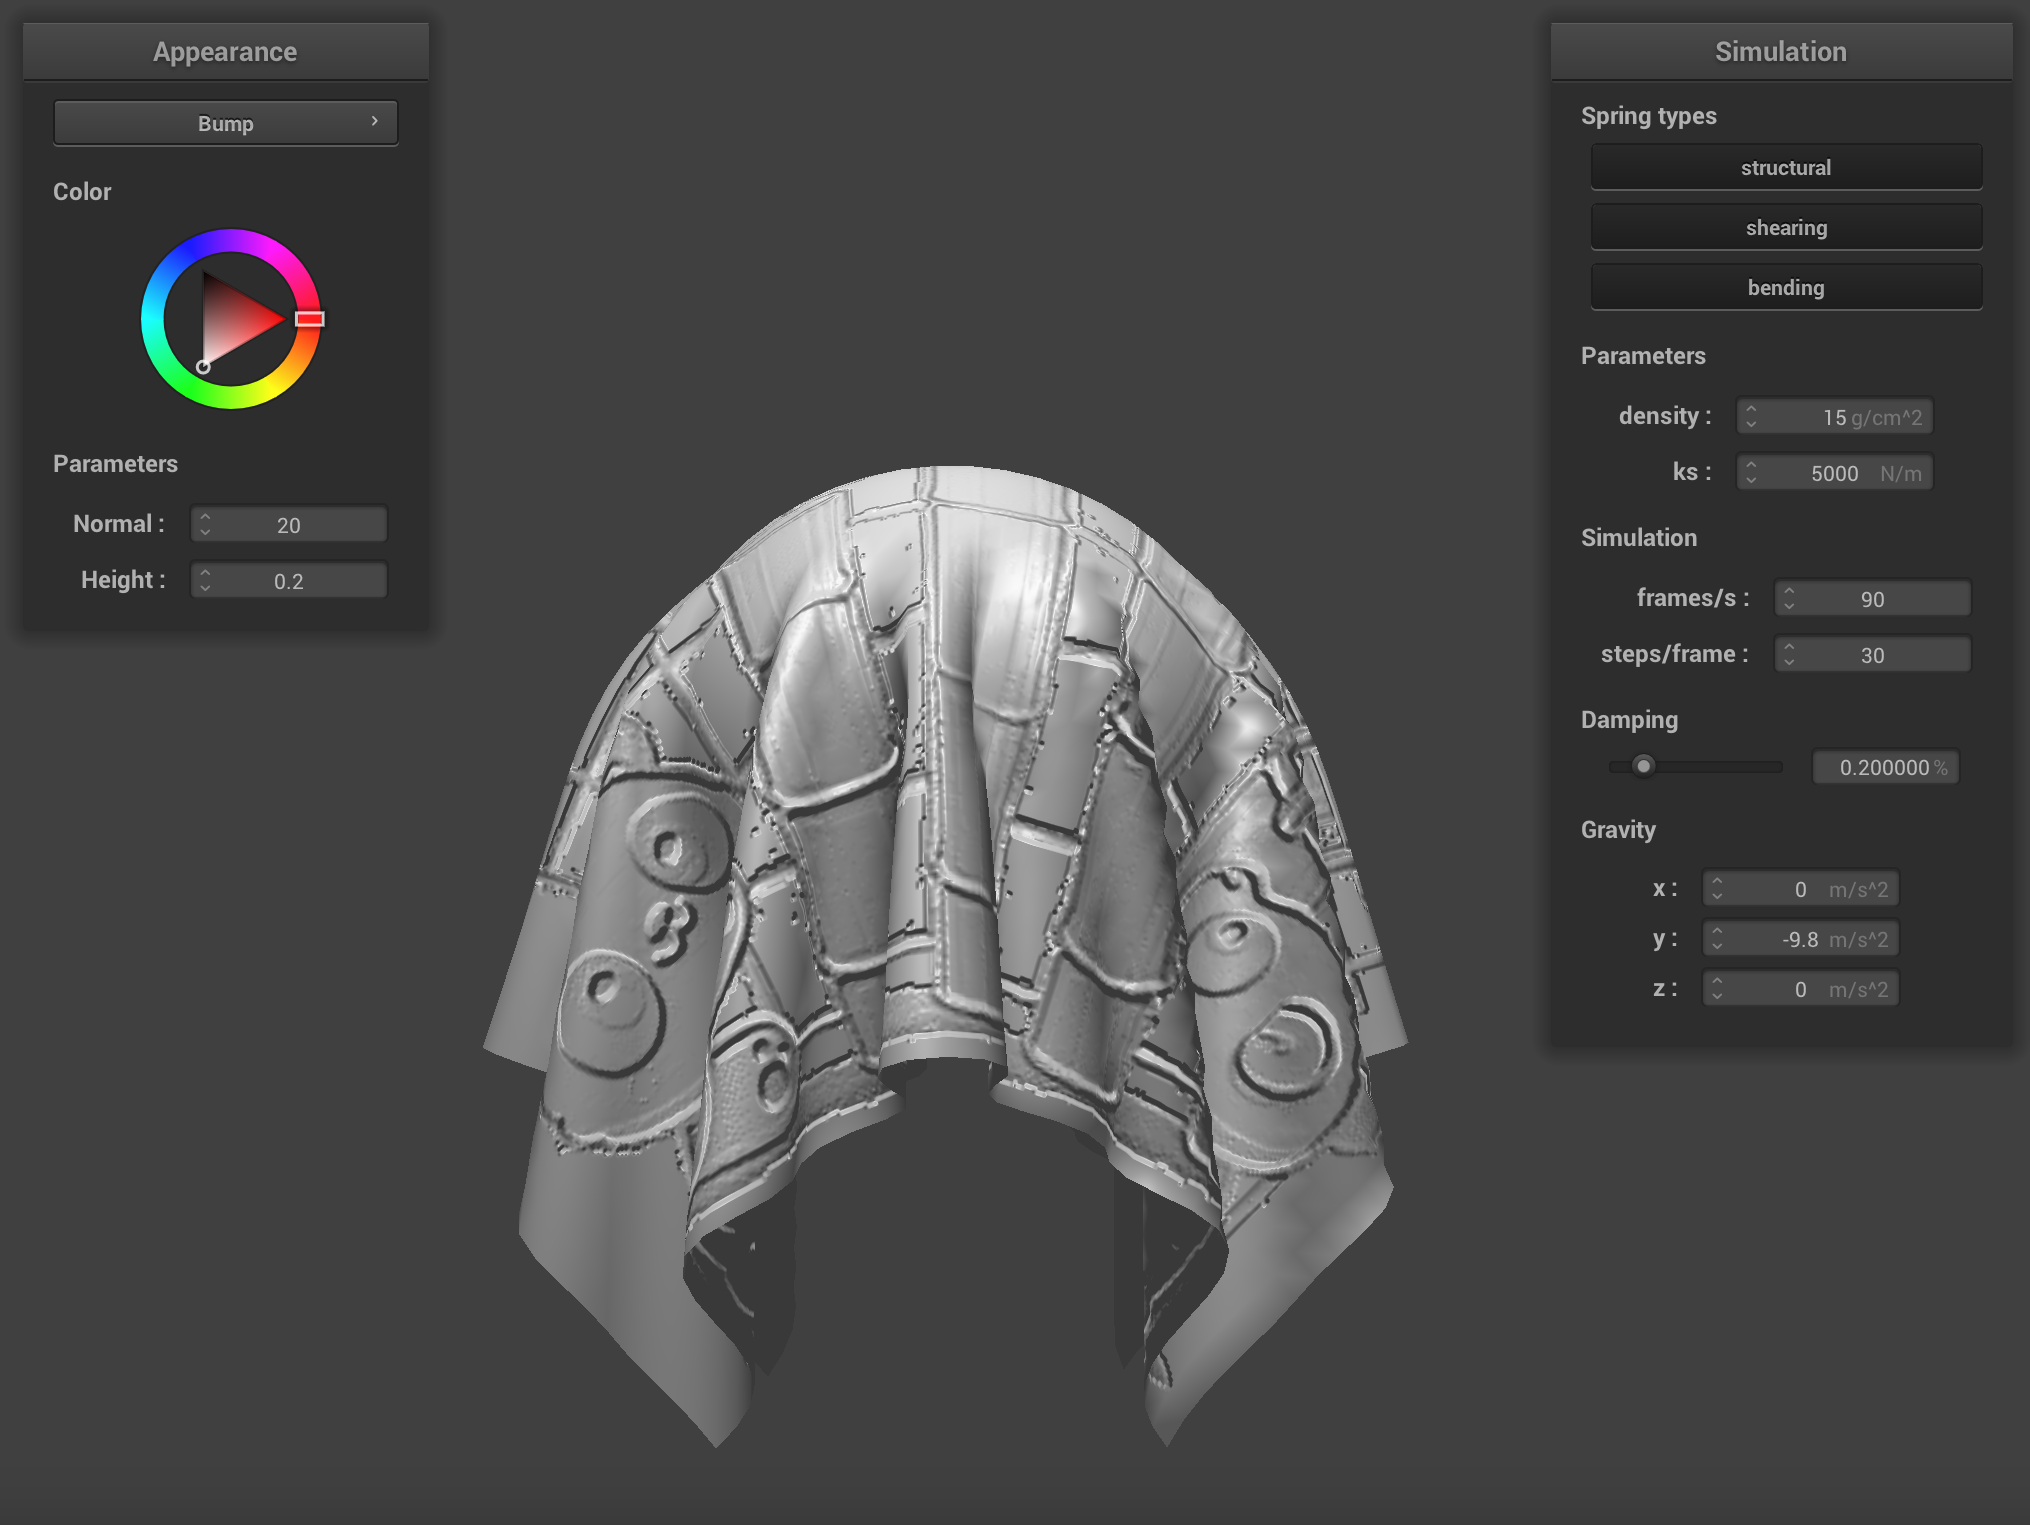 Appearance
Bump
Color
Parameters
Normal : 20
Height : 0.2
Simulation
Spring types
structural
shearing
bending
Parameters
density : 15 g/cm^2
ks : 5000 N/m
Simulation
frames/s : 90
steps/frame : 30
Damping
0.200000 %
Gravity
x : 0 m/s^2
y : -9.8 m/s^2
z : 0 m/s^2